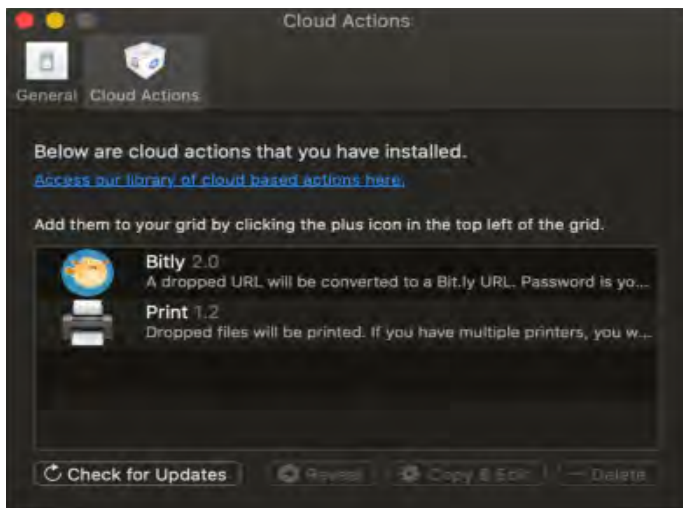 Cloud Actions
General Cloud Actions
Below are cloud actions that you have installed.
Access our library of cloud based actions here.
Add them to your grid by clicking the plus icon in the top left of the grid.
Bitly 2.0
A dropped URL will be converted to a Bit.ly URL. Password is yo...
Print 1.2
Dropped files will be printed. If you have multiple printers, you w...
Check for Updates Reveal Copy & Edit Delete